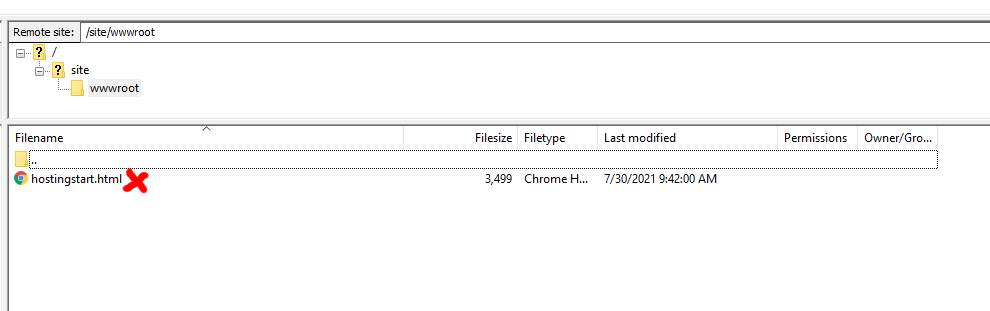 Remote site: /site/wwwroot
? /
? site
wwwroot
Filename Filesize Filetype Last modified Permissions Owner/Gro...
..
hostingstart.html 3,499 Chrome H... 7/30/2021 9:42:00 AM